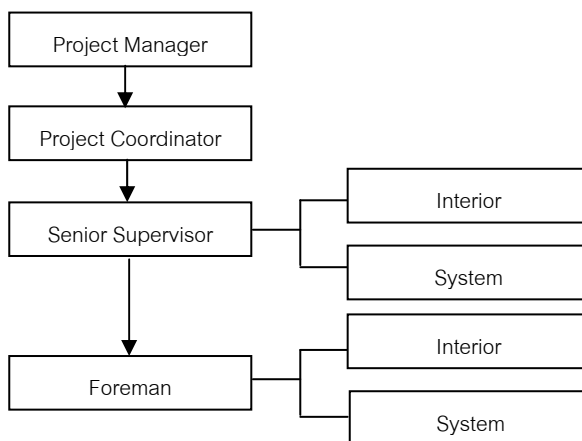 Project Manager
Project Coordinator
Senior Supervisor
Interior
System
Foreman
Interior
System